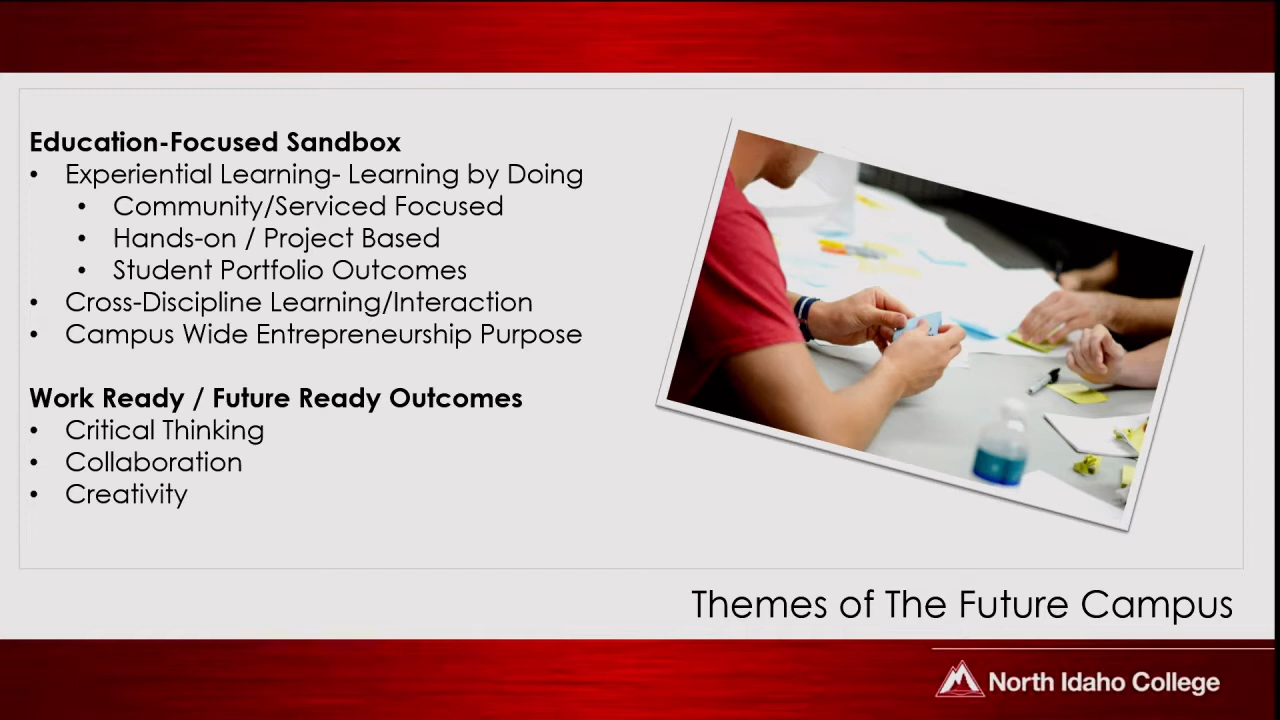 Education-Focused Sandbox
• Experiential Learning- Learning by Doing
• Community/Serviced Focused
• Hands-on / Project Based
• Student Portfolio Outcomes
• Cross-Discipline Learning/Interaction
• Campus Wide Entrepreneurship Purpose
Work Ready / Future Ready Outcomes
• Critical Thinking
• Collaboration
• Creativity
Themes of The Future Campus
North Idaho College